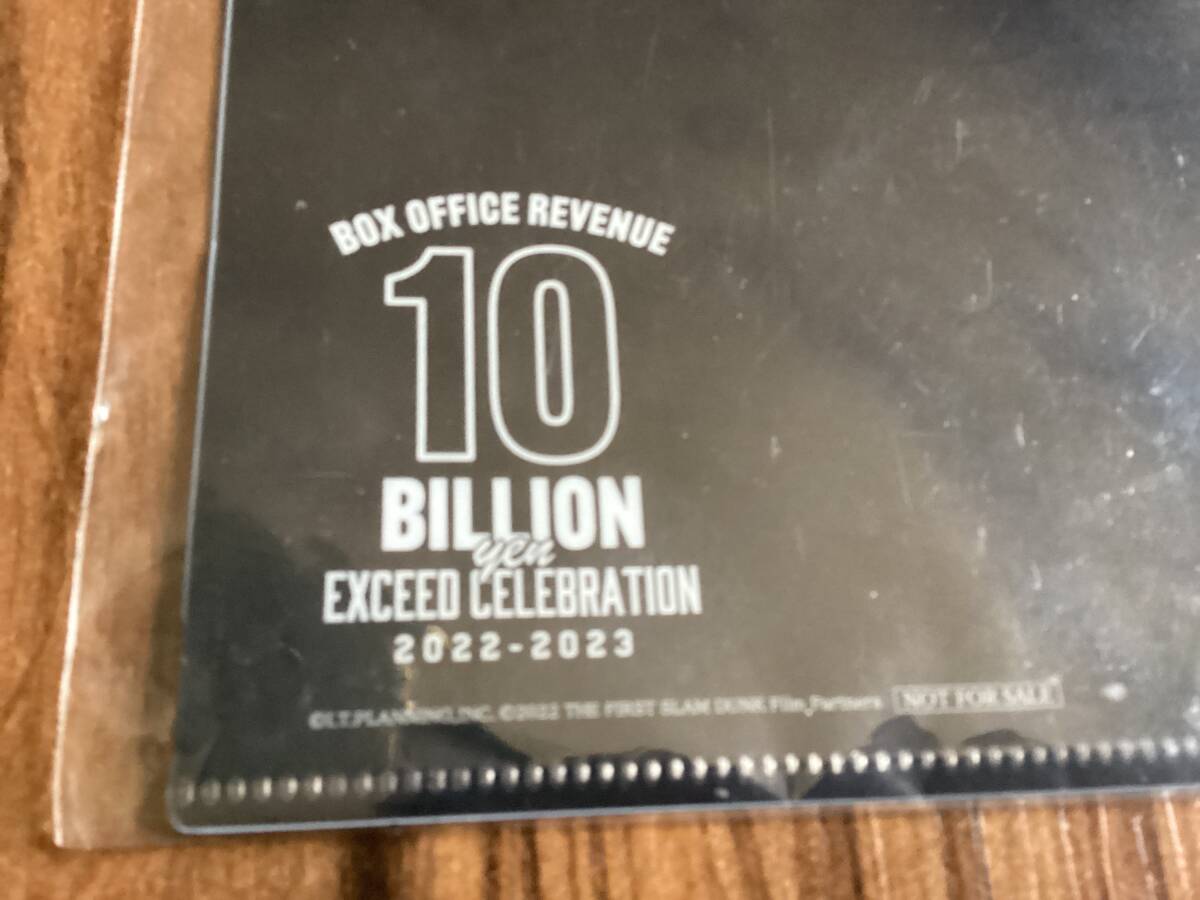 BOX OFFICE REVENUE
10
BILLION
yen
EXCEED CELEBRATION
2022-2023
©I.T.PLANNING,INC. ©2022 THE FIRST SLAM DUNK Film Partners NOT FOR SALE